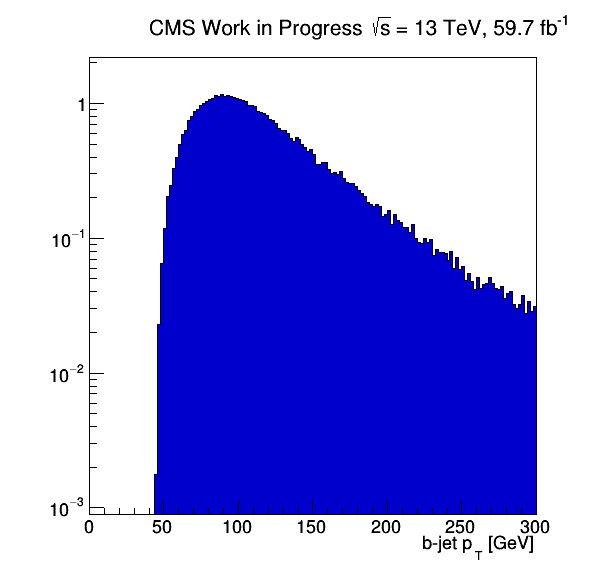 CMS Work in Progress √s = 13 TeV, 59.7 fb⁻¹
1
10⁻¹
10⁻²
10⁻³
0 50 100 150 200 250 300
b-jet p_T [GeV]